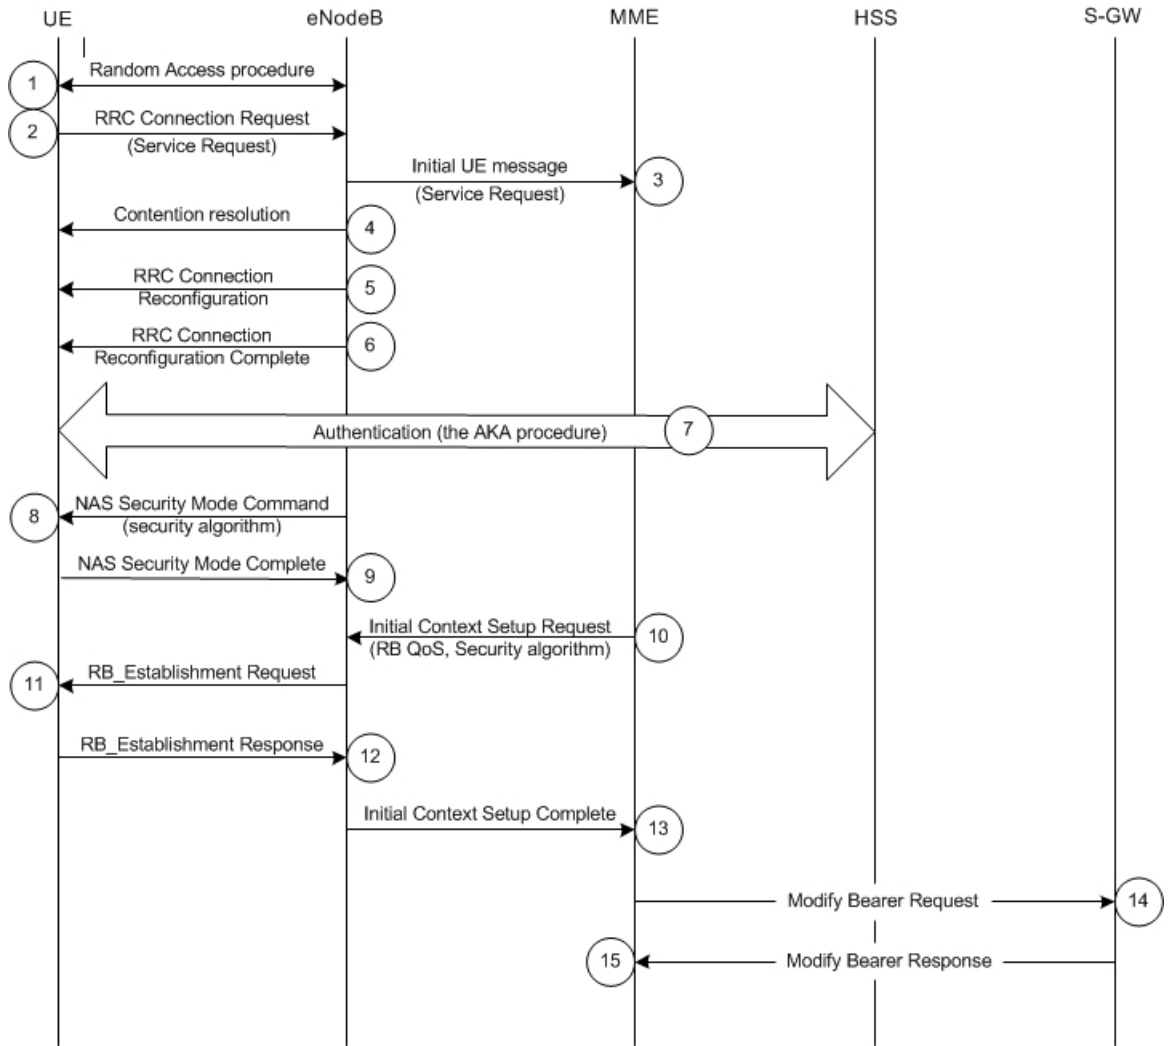 UE eNodeB MME HSS S-GW
1 Random Access procedure
2 RRC Connection Request
(Service Request)
Initial UE message 3
(Service Request)
Contention resolution 4
RRC Connection 5
Reconfiguration
RRC Connection 6
Reconfiguration Complete
Authentication (the AKA procedure) 7
8 NAS Security Mode Command
(security algorithm)
NAS Security Mode Complete 9
Initial Context Setup Request 10
(RB QoS, Security algorithm)
11 RB_Establishment Request
RB_Establishment Response 12
Initial Context Setup Complete 13
Modify Bearer Request 14
15 Modify Bearer Response